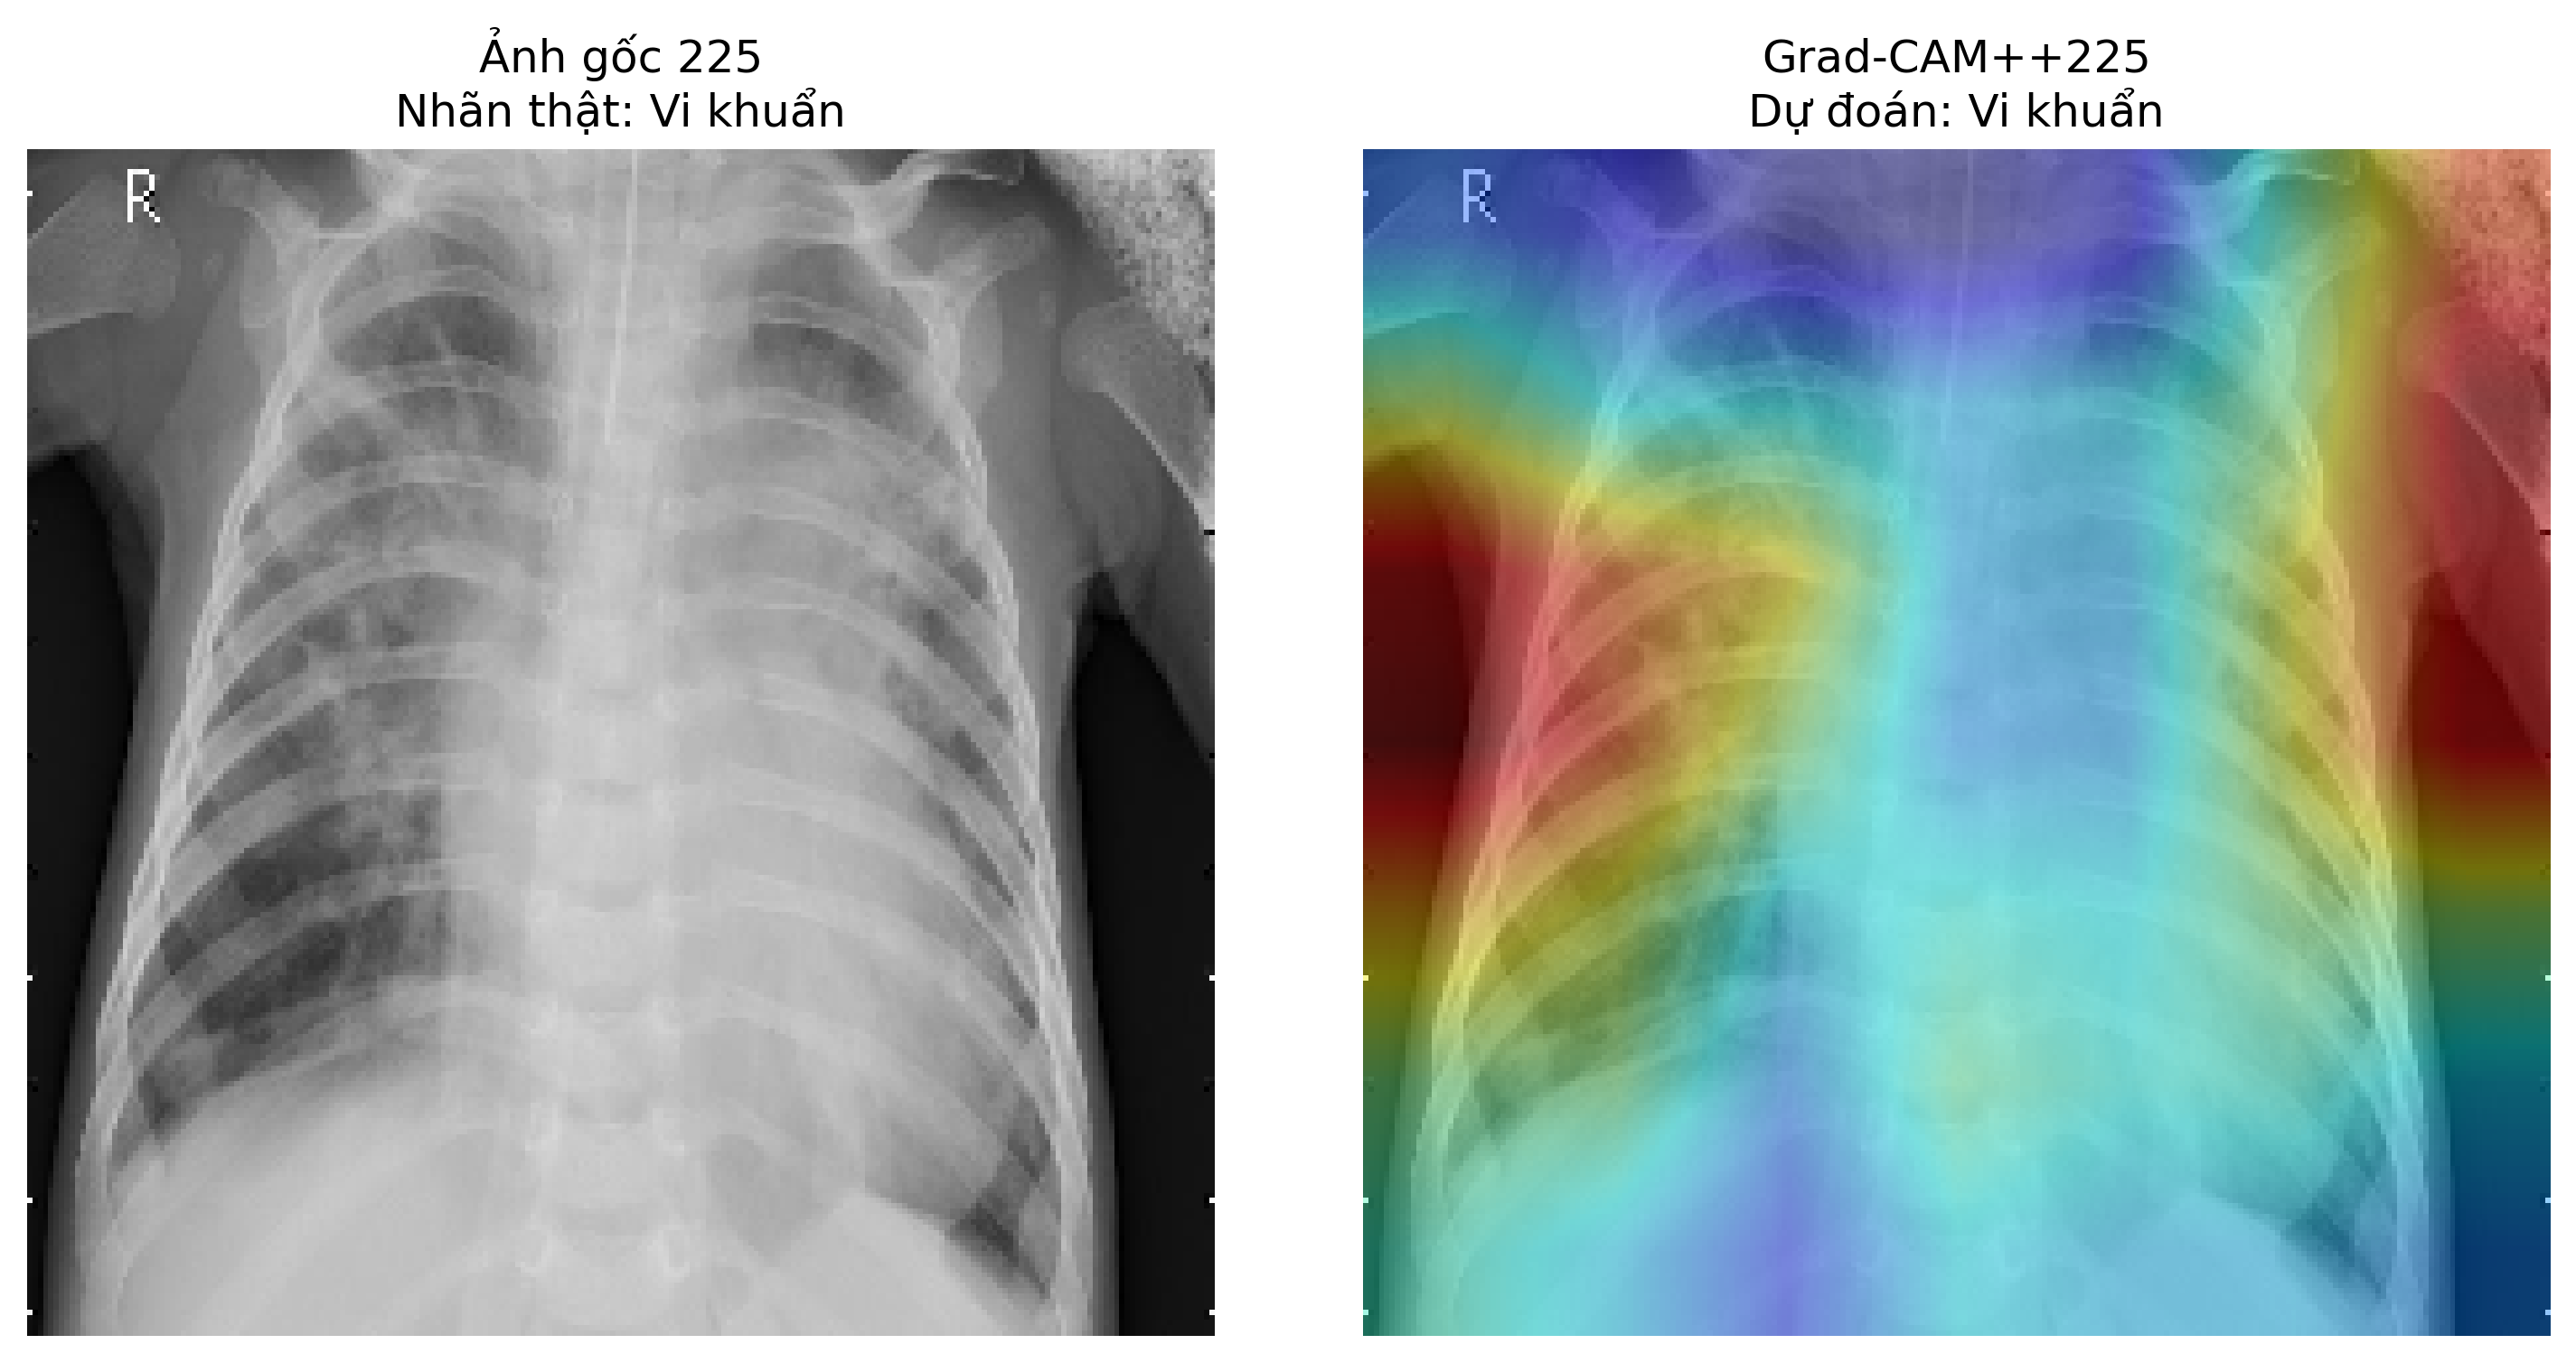 Ảnh gốc 225
Nhãn thật: Vi khuẩn
R
Grad-CAM++225
Dự đoán: Vi khuẩn
R